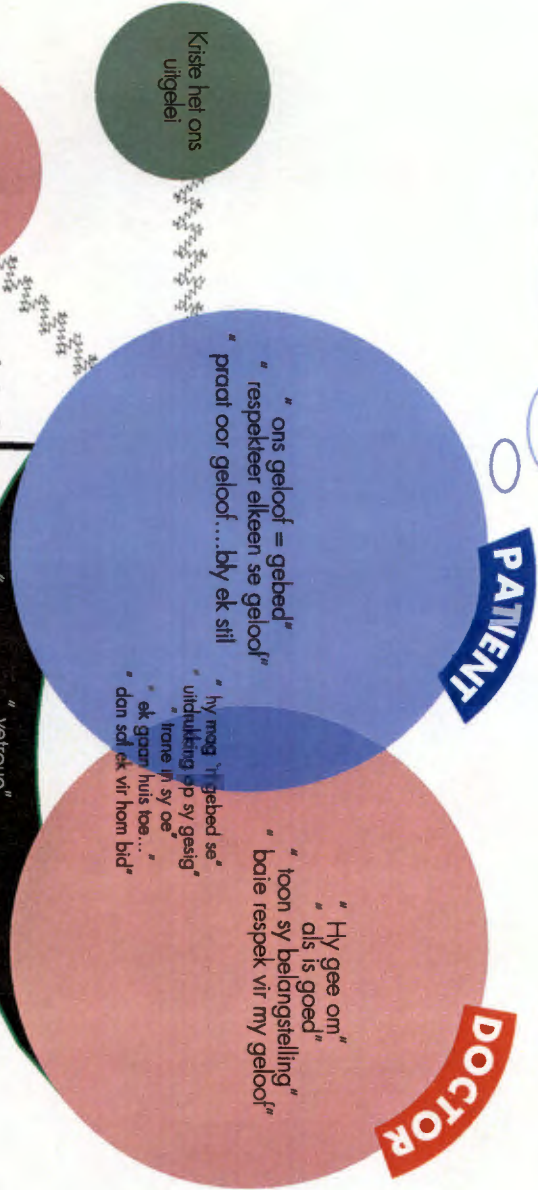 Kriste het ons
uitgelei
PATIENT
" ons geloof = gebed"
" respekteer elkeen se geloof"
" praat oor geloof....bly ek stil
" hy mag 'n gebed se"
" uitdrukking op sy gesig"
" trane in sy oe"
" ek gaan huis toe..."
" dan sal ek vir hom bid"
DOCTOR
" Hy gee om"
" als is goed"
" toon sy belangstelling"
" baie respek vir my geloof"
" vetroue"